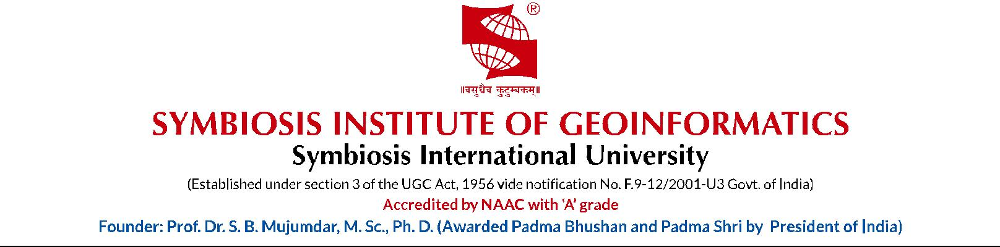 ®
॥वसुधैव कुटुम्बकम्॥
SYMBIOSIS INSTITUTE OF GEOINFORMATICS
Symbiosis International University
(Established under section 3 of the UGC Act, 1956 vide notification No. F.9-12/2001-U3 Govt. of India)
Accredited by NAAC with ‘A’ grade
Founder: Prof. Dr. S. B. Mujumdar, M. Sc., Ph. D. (Awarded Padma Bhushan and Padma Shri by President of India)